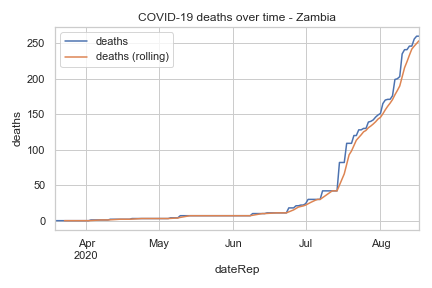 COVID-19 deaths over time - Zambia
deaths
deaths (rolling)
250
200
150
100
50
0
deaths
Apr
2020
May
Jun
Jul
Aug
dateRep